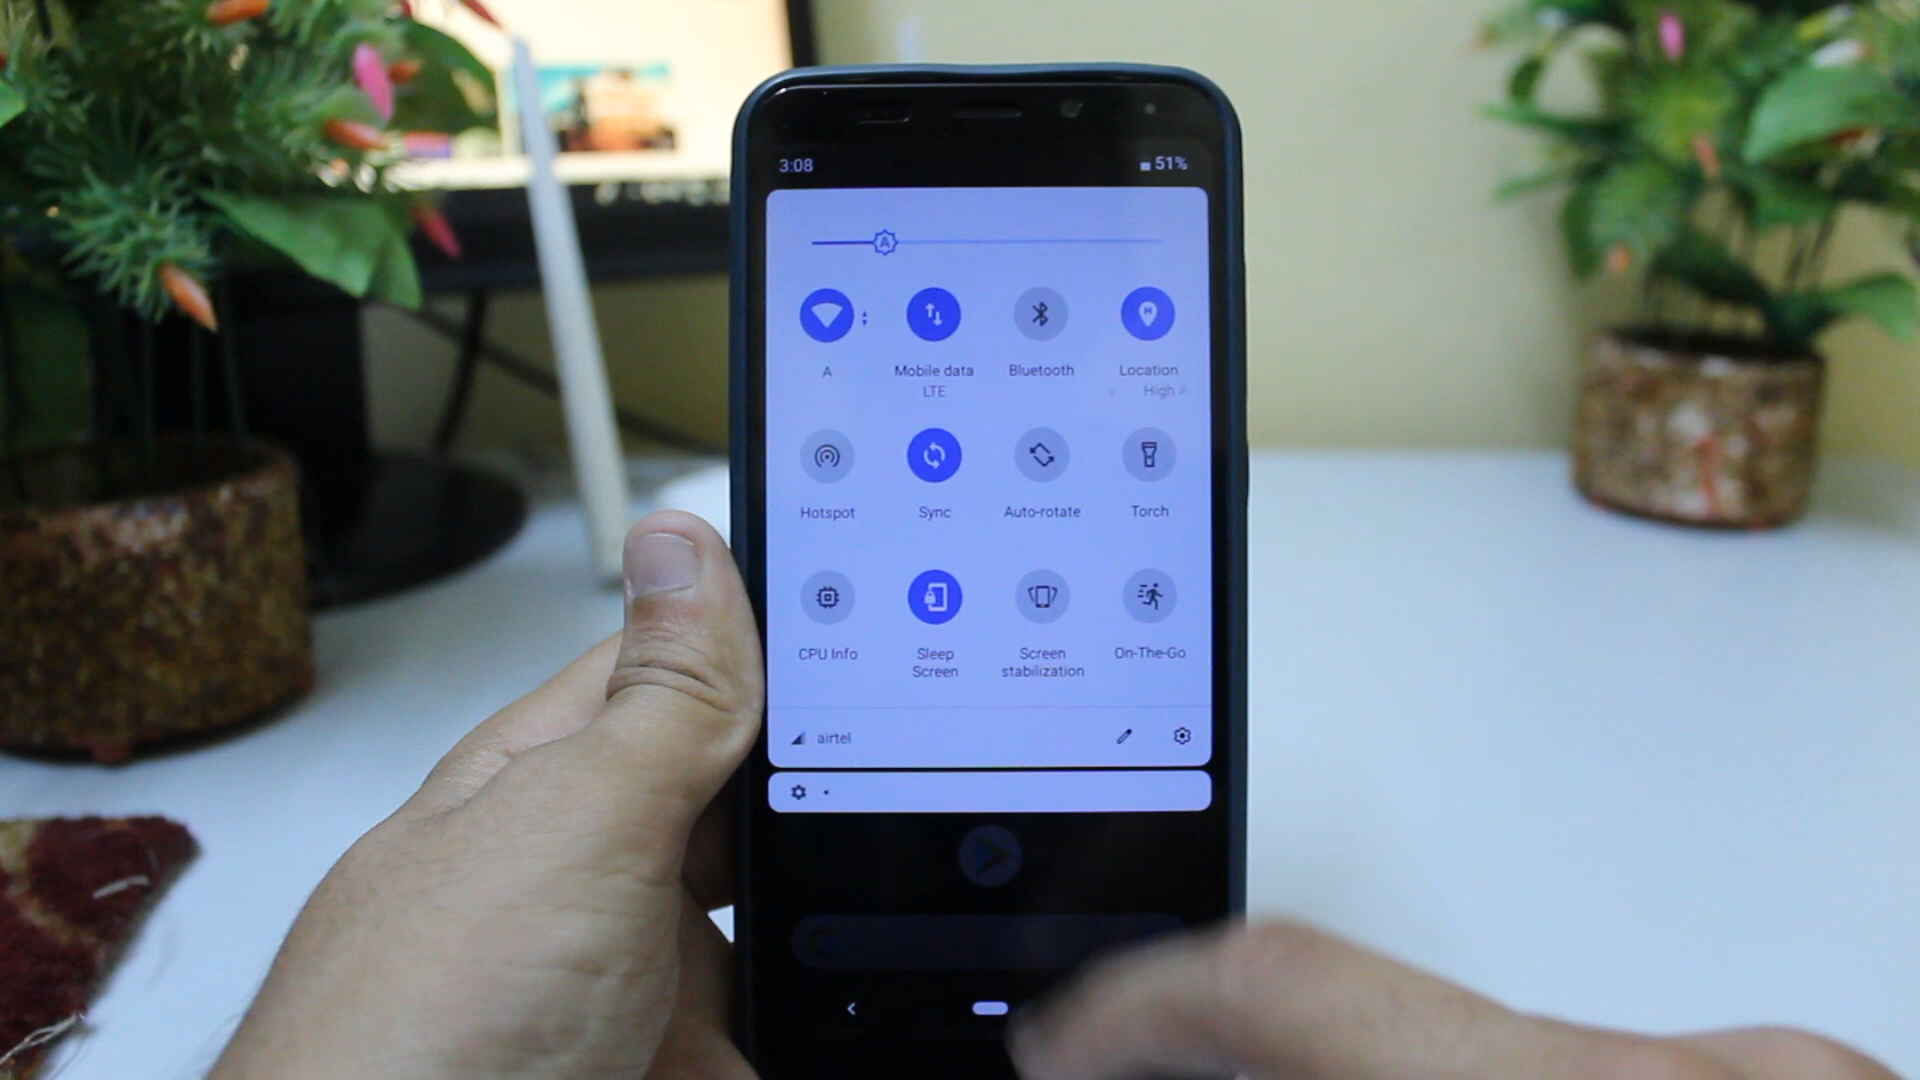 3:08
51%
A
A
Mobile data
LTE
Bluetooth
Location
High A
Hotspot
Sync
Auto-rotate
Torch
CPU Info
Sleep
Screen
Screen
stabilization
On-The-Go
airtel